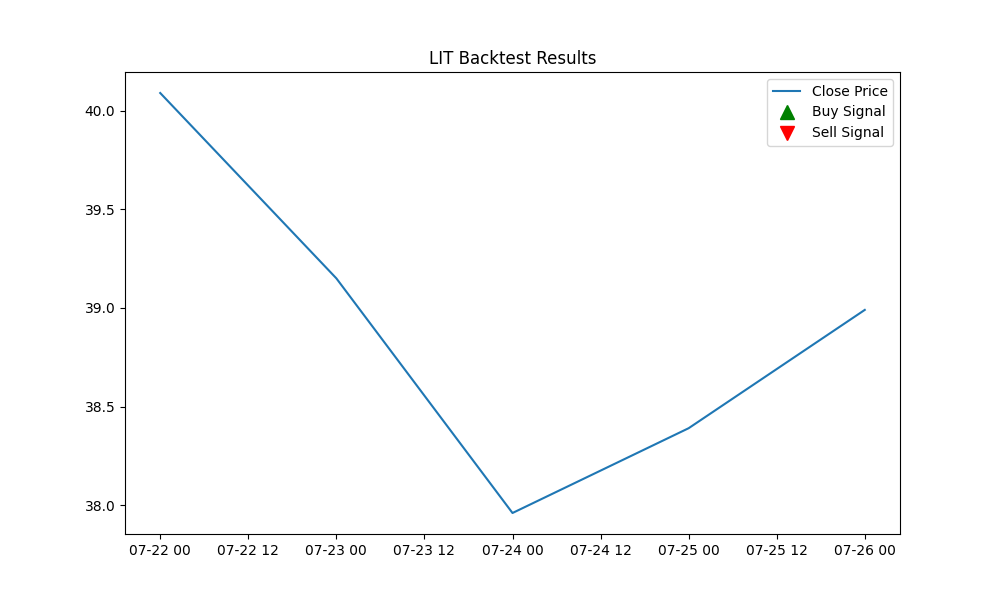 LIT Backtest Results
Close Price
Buy Signal
Sell Signal
40.0
39.5
39.0
38.5
38.0
07-22 00 07-22 12 07-23 00 07-23 12 07-24 00 07-24 12 07-25 00 07-25 12 07-26 00